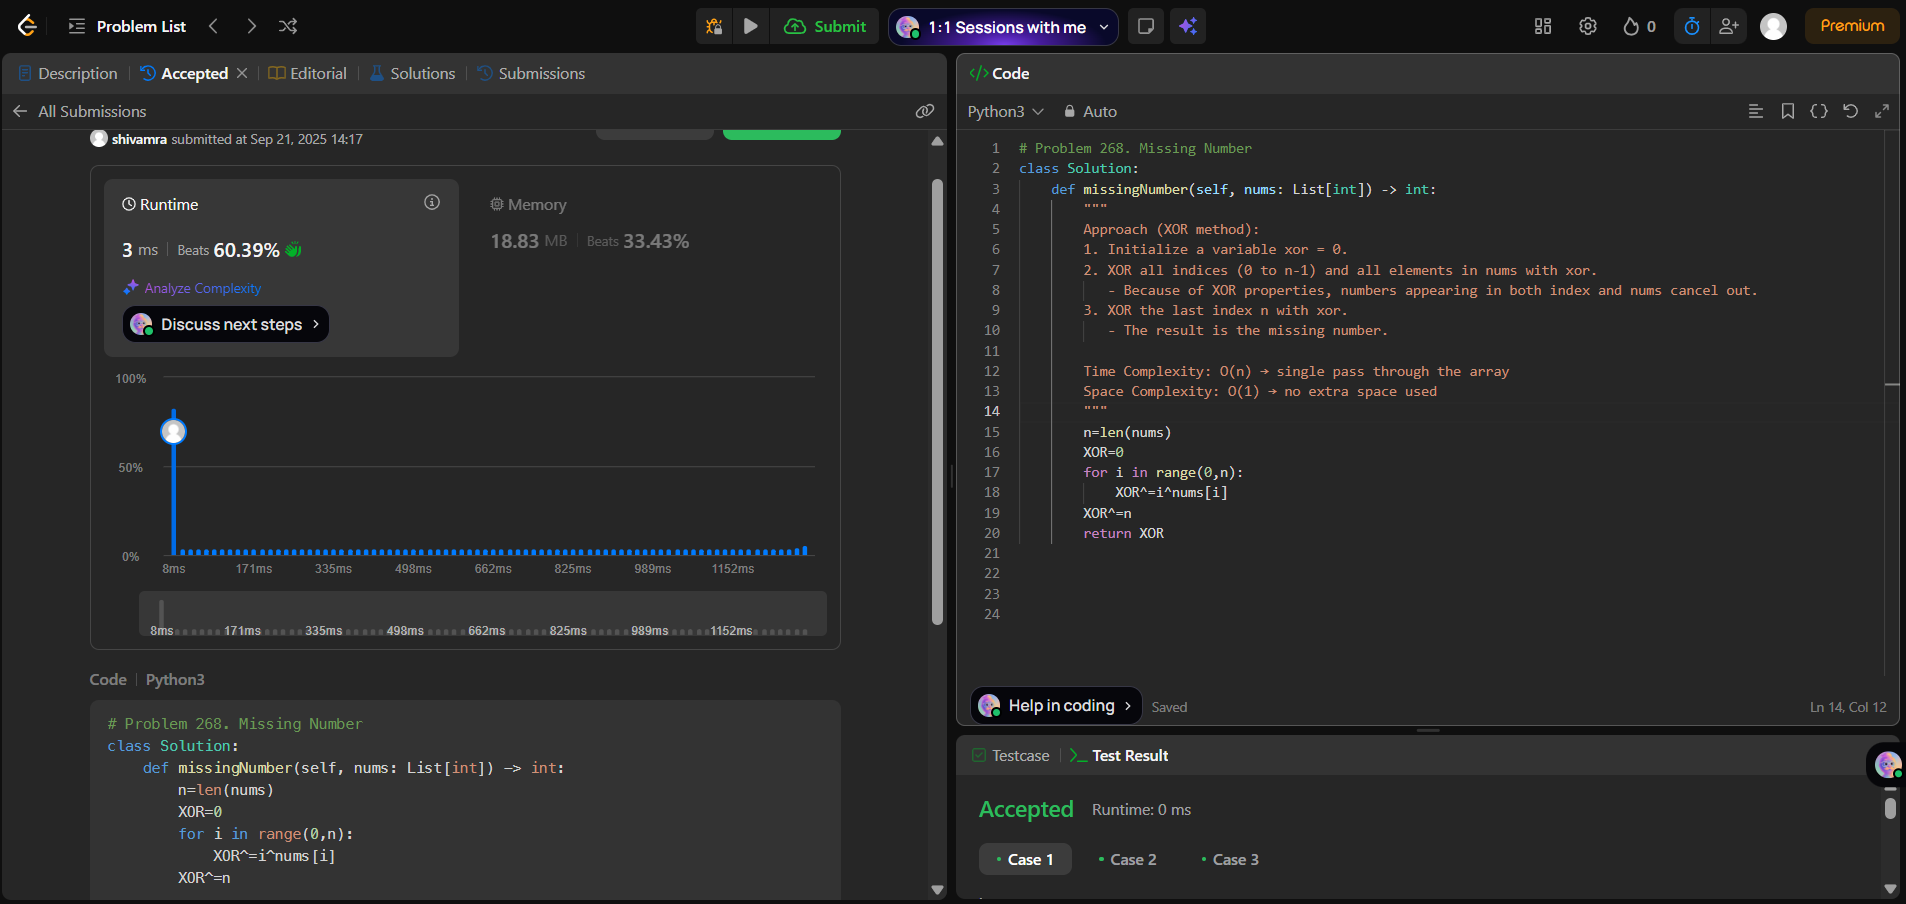 Problem List
Submit
1:1 Sessions with me
0
Premium
Description
Accepted
Editorial
Solutions
Submissions
All Submissions
shivamra submitted at Sep 21, 2025 14:17
Runtime
3 ms | Beats 60.39%
Analyze Complexity
Discuss next steps
Memory
18.83 MB | Beats 33.43%
100%
50%
0%
8ms 171ms 335ms 498ms 662ms 825ms 989ms 1152ms
8ms 171ms 335ms 498ms 662ms 825ms 989ms 1152ms
Code | Python3
# Problem 268. Missing Number
class Solution:
    def missingNumber(self, nums: List[int]) -> int:
        n=len(nums)
        XOR=0
        for i in range(0,n):
            XOR^=i^nums[i]
        XOR^=n
</> Code
Python3
Auto
1 # Problem 268. Missing Number
2 class Solution:
3     def missingNumber(self, nums: List[int]) -> int:
4         """
5         Approach (XOR method):
6         1. Initialize a variable xor = 0.
7         2. XOR all indices (0 to n-1) and all elements in nums with xor.
8            - Because of XOR properties, numbers appearing in both index and nums cancel out.
9         3. XOR the last index n with xor.
10            - The result is the missing number.
11
12         Time Complexity: O(n) → single pass through the array
13         Space Complexity: O(1) → no extra space used
14         """
15         n=len(nums)
16         XOR=0
17         for i in range(0,n):
18             XOR^=i^nums[i]
19         XOR^=n
20         return XOR
21
22
23
24
Help in coding
Saved
Ln 14, Col 12
Testcase
Test Result
Accepted
Runtime: 0 ms
Case 1
Case 2
Case 3